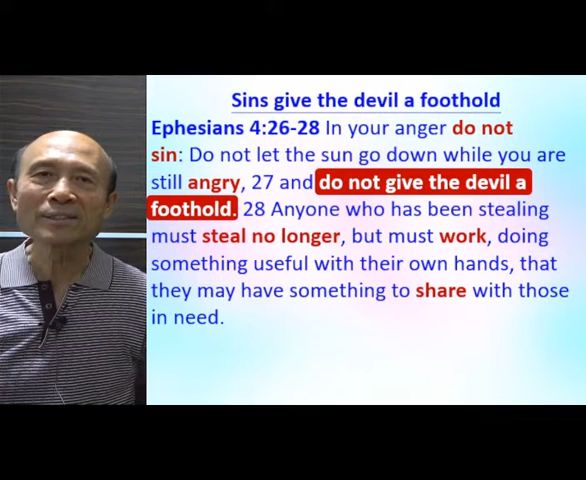 Sins give the devil a foothold
Ephesians 4:26-28 In your anger do not
sin: Do not let the sun go down while you are
still angry, 27 and do not give the devil a
foothold. 28 Anyone who has been stealing
must steal no longer, but must work, doing
something useful with their own hands, that
they may have something to share with those
in need.